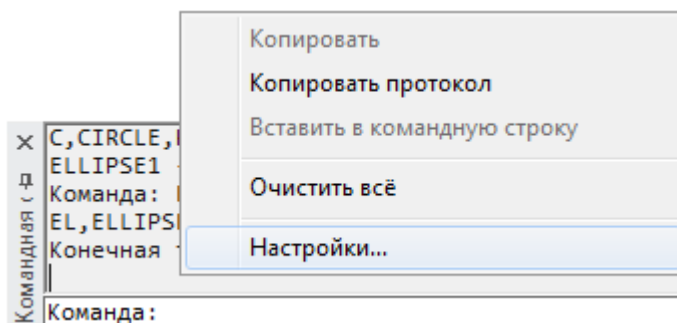 Копировать
Копировать протокол
Вставить в командную строку
Очистить всё
Настройки...
C,CIRCLE,
ELLIPSE1
Команда:
EL,ELLIPS
Конечная
Командная
Команда: